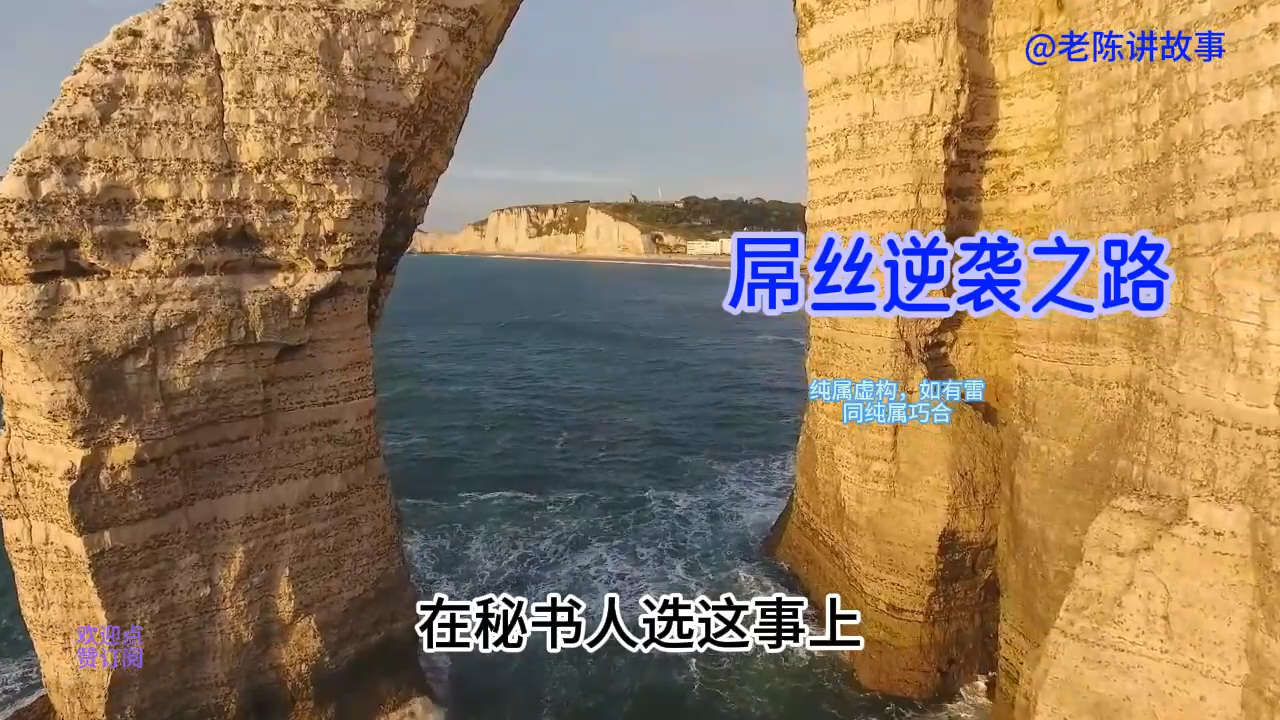 @老陈讲故事
屌丝逆袭之路
纯属虚构，如有雷
同纯属巧合
在秘书人选这事上
欢迎点
赞订阅